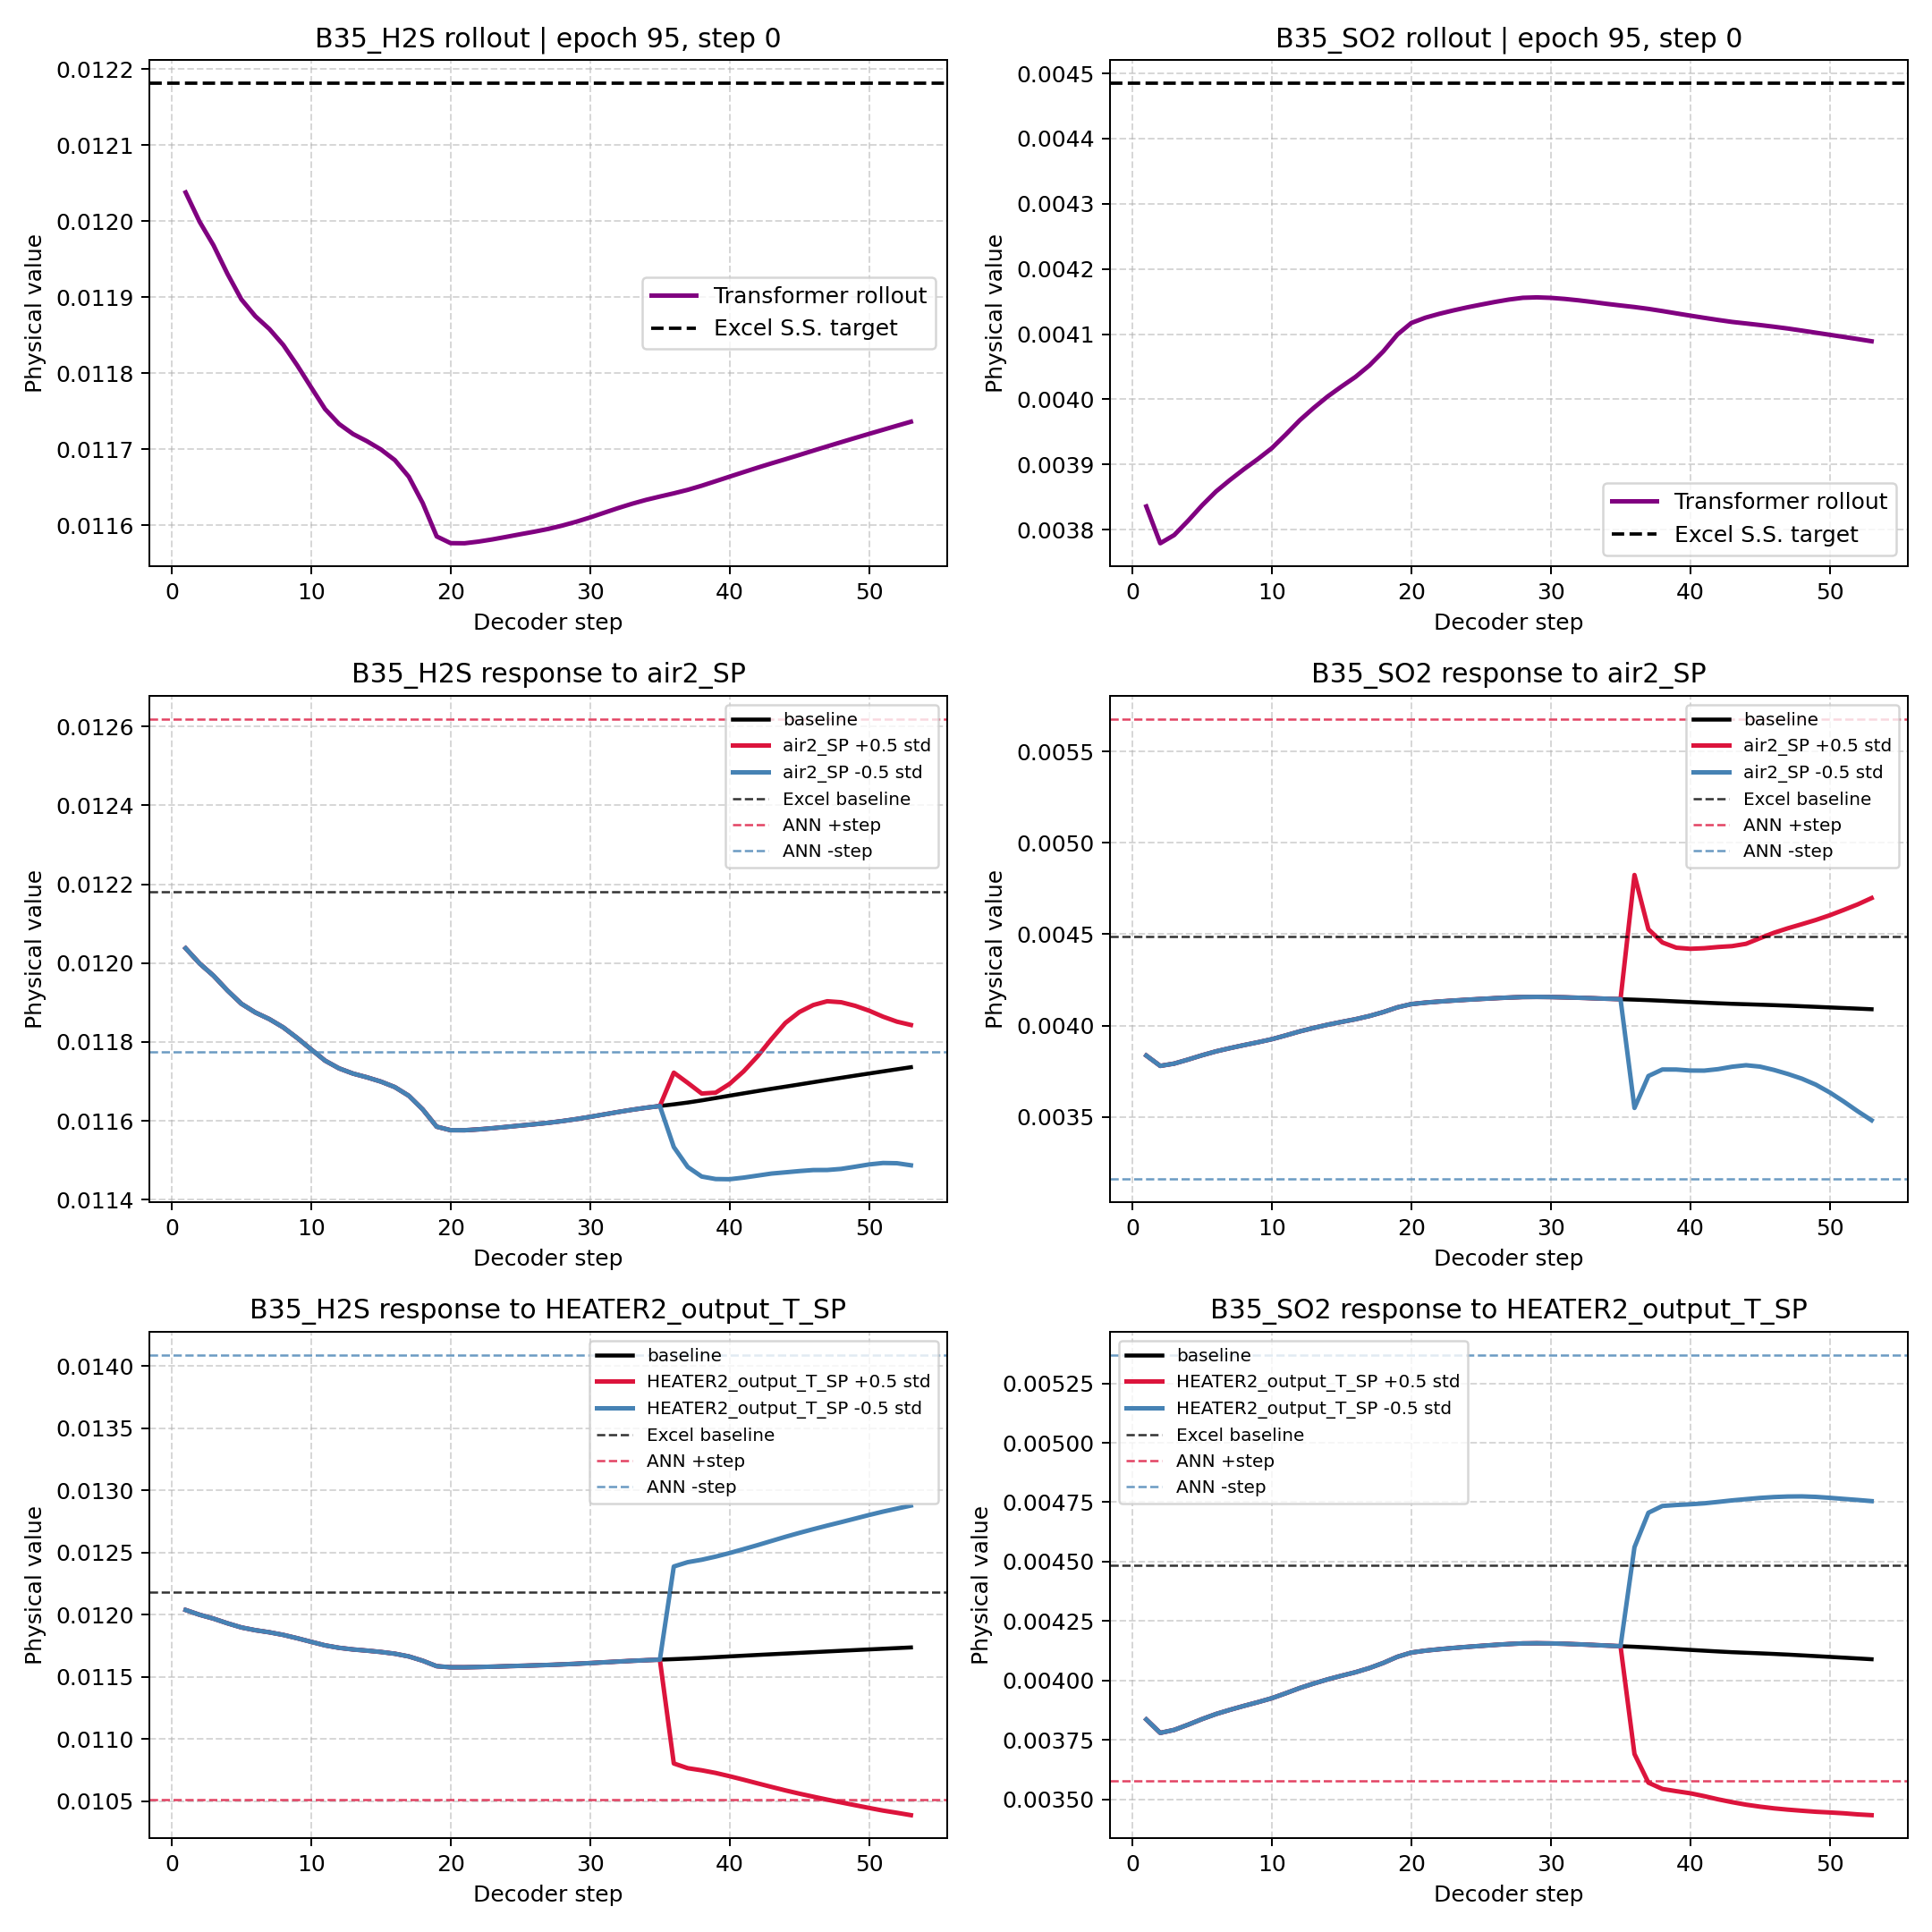 B35_H2S rollout | epoch 95, step 0
Physical value
0.0122
0.0121
0.0120
0.0119
0.0118
0.0117
0.0116
Transformer rollout
Excel S.S. target
0 10 20 30 40 50
Decoder step
B35_SO2 rollout | epoch 95, step 0
Physical value
0.0045
0.0044
0.0043
0.0042
0.0041
0.0040
0.0039
0.0038
Transformer rollout
Excel S.S. target
0 10 20 30 40 50
Decoder step
B35_H2S response to air2_SP
Physical value
0.0126
0.0124
0.0122
0.0120
0.0118
0.0116
0.0114
baseline
air2_SP +0.5 std
air2_SP -0.5 std
Excel baseline
ANN +step
ANN -step
0 10 20 30 40 50
Decoder step
B35_SO2 response to air2_SP
Physical value
0.0055
0.0050
0.0045
0.0040
0.0035
baseline
air2_SP +0.5 std
air2_SP -0.5 std
Excel baseline
ANN +step
ANN -step
0 10 20 30 40 50
Decoder step
B35_H2S response to HEATER2_output_T_SP
Physical value
0.0140
0.0135
0.0130
0.0125
0.0120
0.0115
0.0110
0.0105
baseline
HEATER2_output_T_SP +0.5 std
HEATER2_output_T_SP -0.5 std
Excel baseline
ANN +step
ANN -step
0 10 20 30 40 50
Decoder step
B35_SO2 response to HEATER2_output_T_SP
Physical value
0.00525
0.00500
0.00475
0.00450
0.00425
0.00400
0.00375
0.00350
baseline
HEATER2_output_T_SP +0.5 std
HEATER2_output_T_SP -0.5 std
Excel baseline
ANN +step
ANN -step
0 10 20 30 40 50
Decoder step